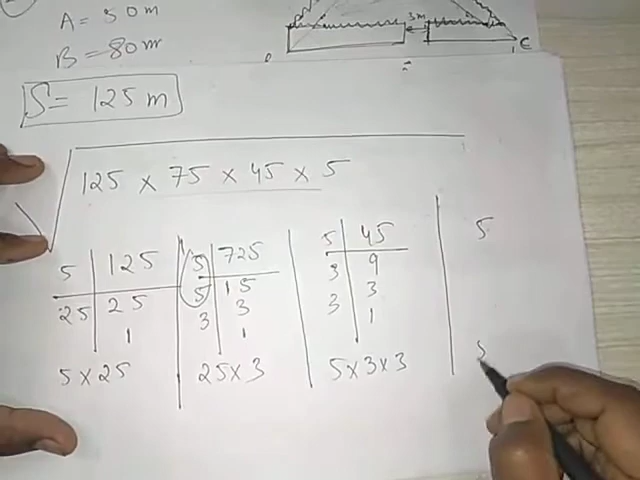 A = 50 m
B = 80 m
3m
E
S = 125 m
√125 × 75 × 45 × 5
5 | 125 | 5 | 725 | 5 | 45 | 5
25 | 25 | 5 | 15 | 3 | 9
1 | 3 | 3 | 3 | 3
1 | 1
5 × 25 | 25 × 3 | 5 × 3 × 3 | 5